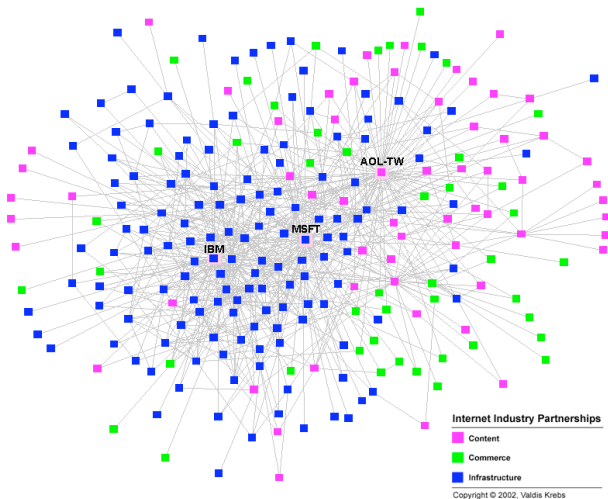 AOL-TW
MSFT
IBM
Internet Industry Partnerships
Content
Commerce
Infrastructure
Copyright © 2002, Valdis Krebs